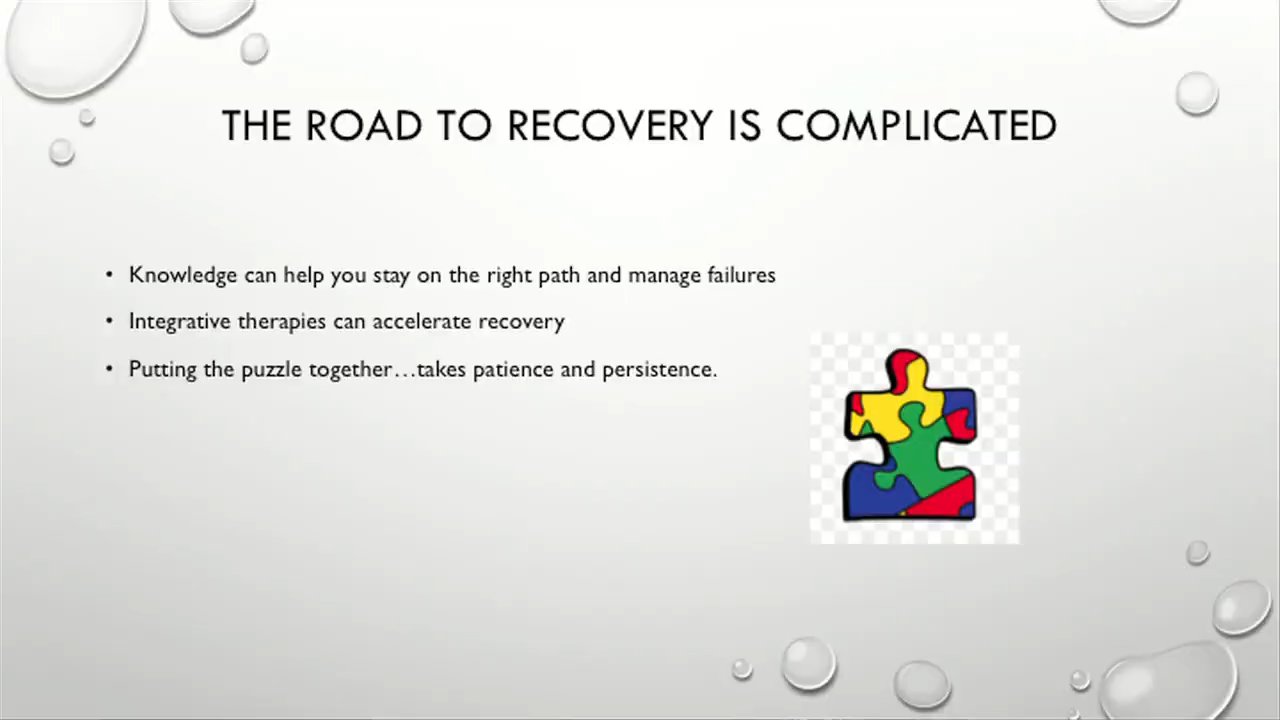 THE ROAD TO RECOVERY IS COMPLICATED
• Knowledge can help you stay on the right path and manage failures
• Integrative therapies can accelerate recovery
• Putting the puzzle together…takes patience and persistence.